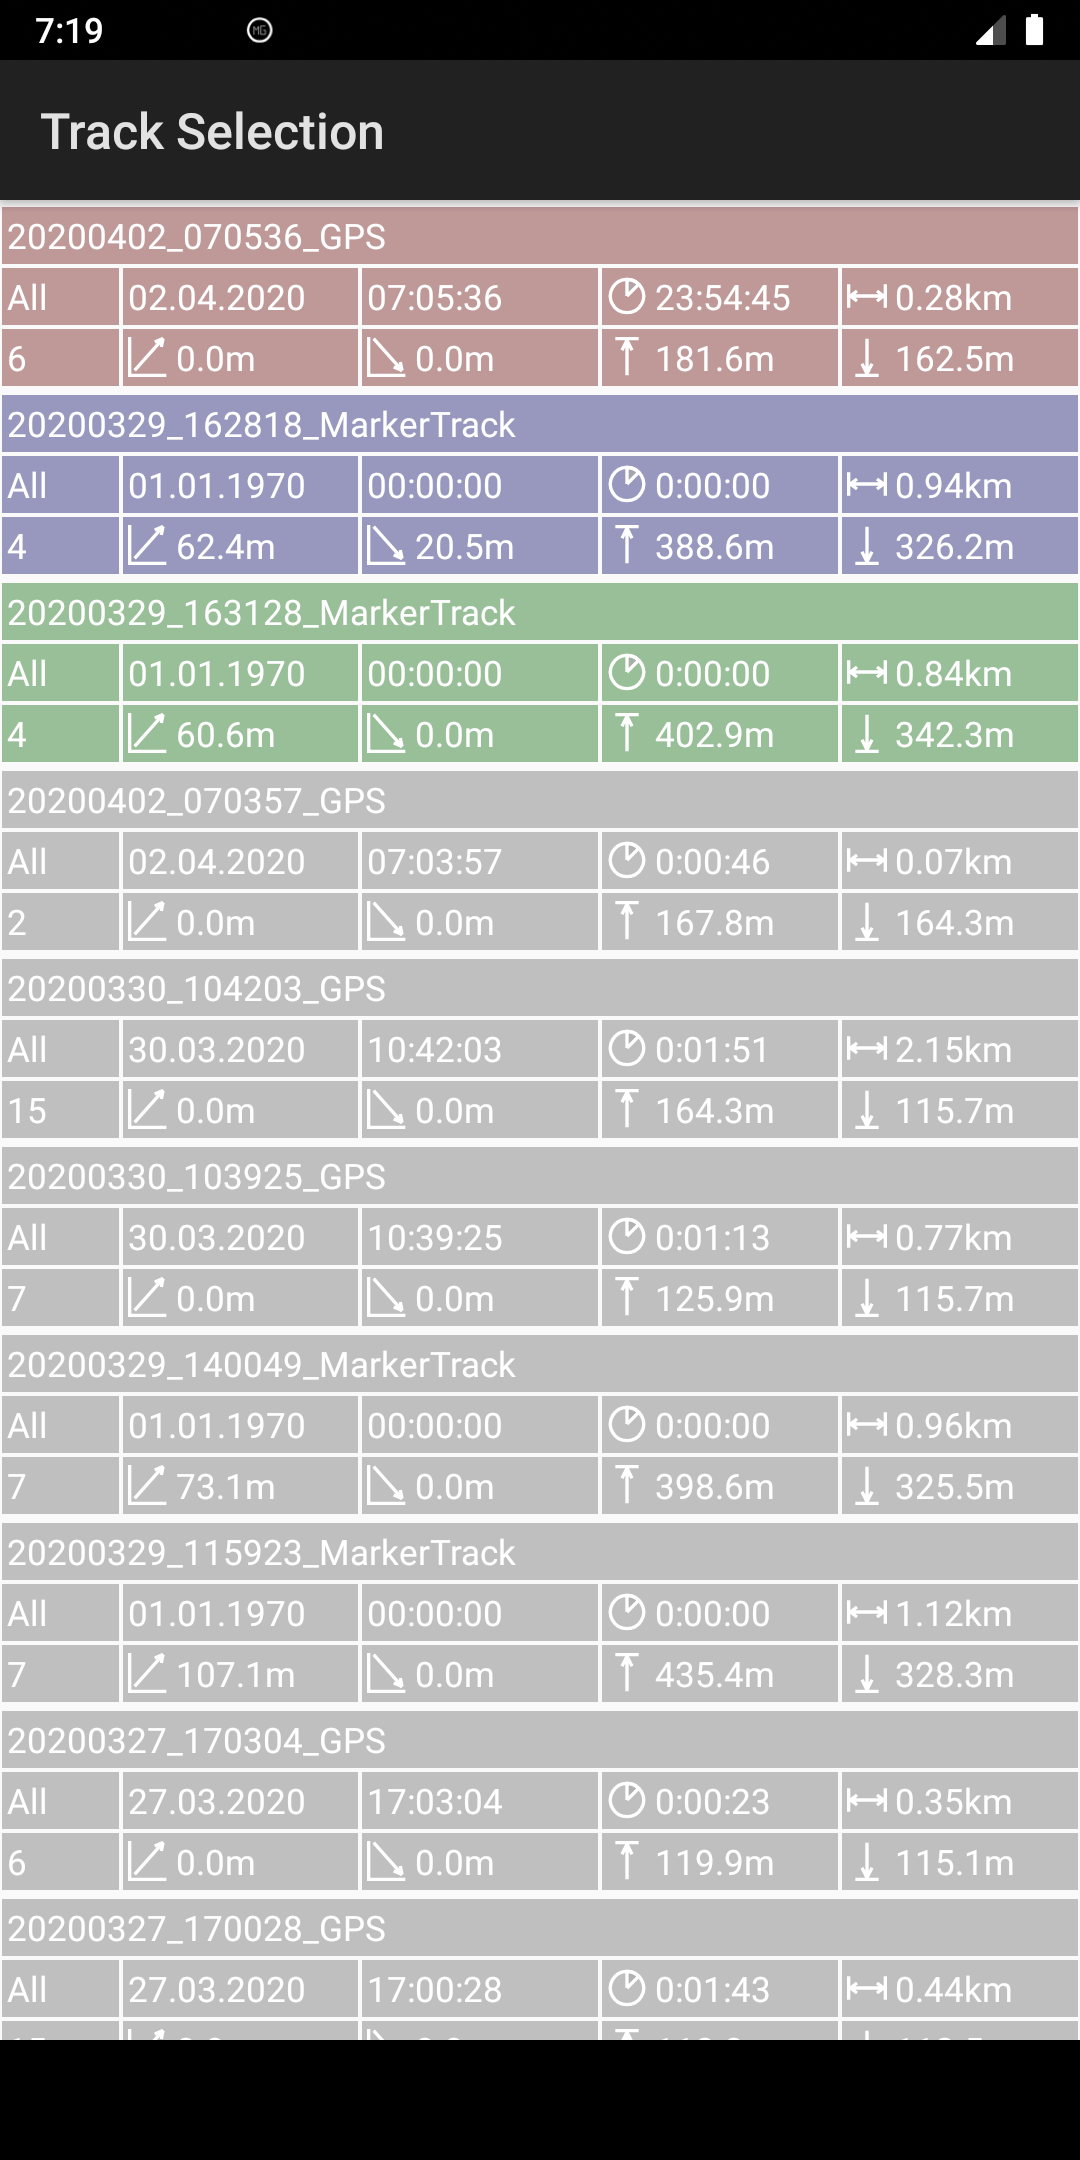 7:19 MG
Track Selection
20200402_070536_GPS
All 02.04.2020 07:05:36 23:54:45 0.28km
6 0.0m 0.0m 181.6m 162.5m
20200329_162818_MarkerTrack
All 01.01.1970 00:00:00 0:00:00 0.94km
4 62.4m 20.5m 388.6m 326.2m
20200329_163128_MarkerTrack
All 01.01.1970 00:00:00 0:00:00 0.84km
4 60.6m 0.0m 402.9m 342.3m
20200402_070357_GPS
All 02.04.2020 07:03:57 0:00:46 0.07km
2 0.0m 0.0m 167.8m 164.3m
20200330_104203_GPS
All 30.03.2020 10:42:03 0:01:51 2.15km
15 0.0m 0.0m 164.3m 115.7m
20200330_103925_GPS
All 30.03.2020 10:39:25 0:01:13 0.77km
7 0.0m 0.0m 125.9m 115.7m
20200329_140049_MarkerTrack
All 01.01.1970 00:00:00 0:00:00 0.96km
7 73.1m 0.0m 398.6m 325.5m
20200329_115923_MarkerTrack
All 01.01.1970 00:00:00 0:00:00 1.12km
7 107.1m 0.0m 435.4m 328.3m
20200327_170304_GPS
All 27.03.2020 17:03:04 0:00:23 0.35km
6 0.0m 0.0m 119.9m 115.1m
20200327_170028_GPS
All 27.03.2020 17:00:28 0:01:43 0.44km